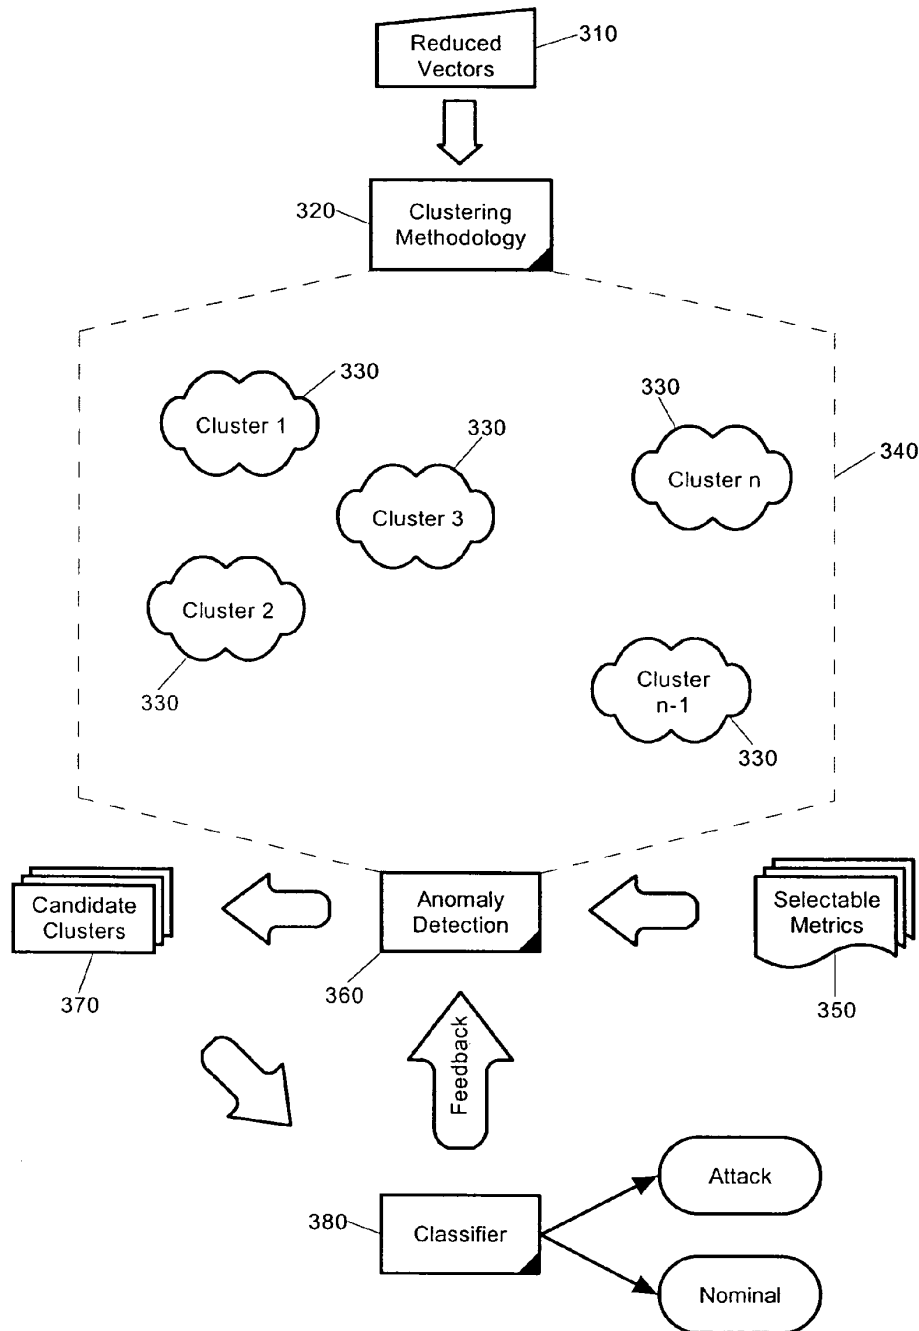 Reduced
Vectors
310
320
Clustering
Methodology
330
Cluster 1
330
Cluster 3
330
Cluster n
340
Cluster 2
330
Cluster
n-1
330
Candidate
Clusters
370
Anomaly
Detection
360
Selectable
Metrics
350
Feedback
380
Classifier
Attack
Nominal